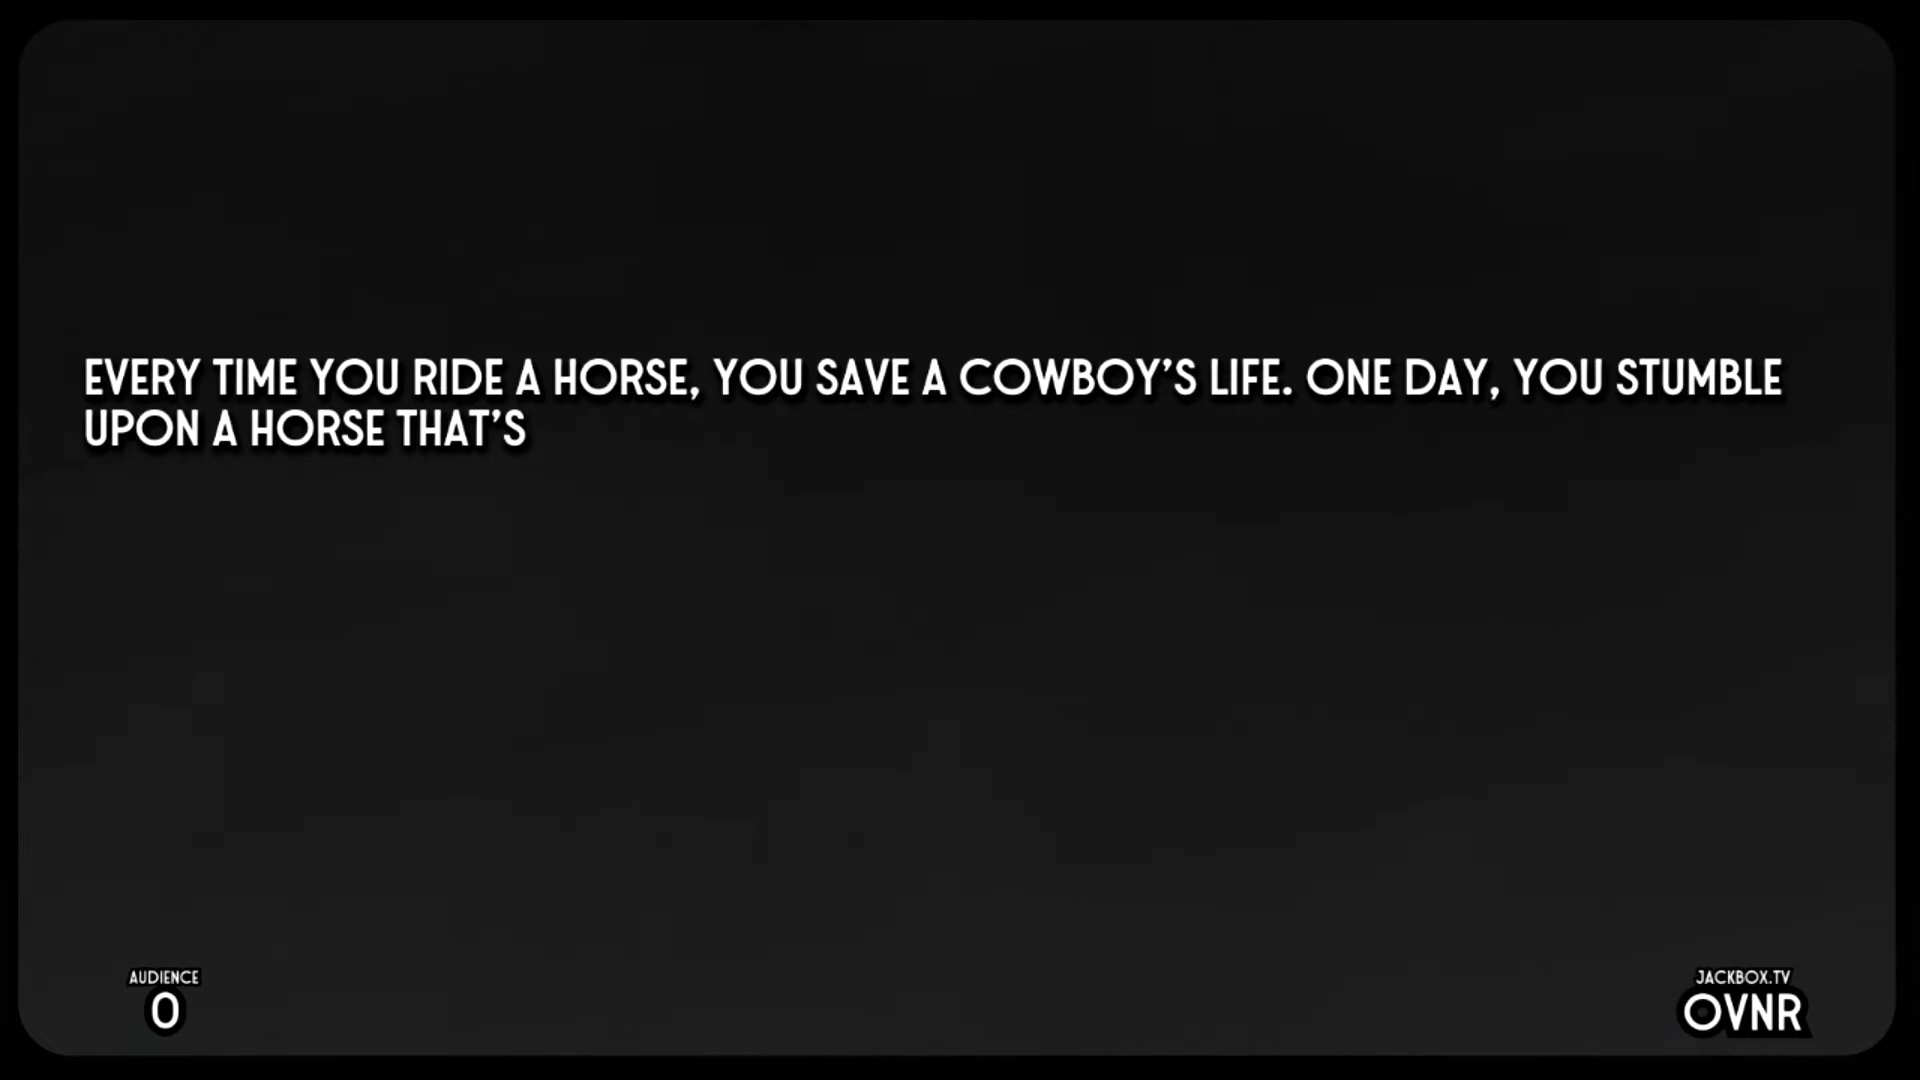 EVERY TIME YOU RIDE A HORSE, YOU SAVE A COWBOY’S LIFE. ONE DAY, YOU STUMBLE
UPON A HORSE THAT’S
AUDIENCE
0
JACKBOX.TV
OVNR